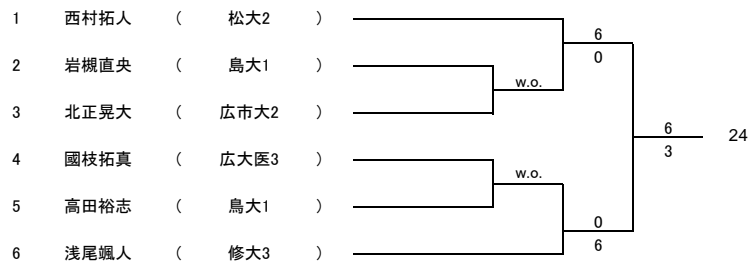 1 西村拓人 ( 松大2 )
6
2 岩槻直央 ( 島大1 )
0
w.o.
3 北正晃大 ( 広市大2 )
6
24
3
4 國枝拓真 ( 広大医3 )
w.o.
5 高田裕志 ( 鳥大1 )
0
6
6 浅尾颯人 ( 修大3 )